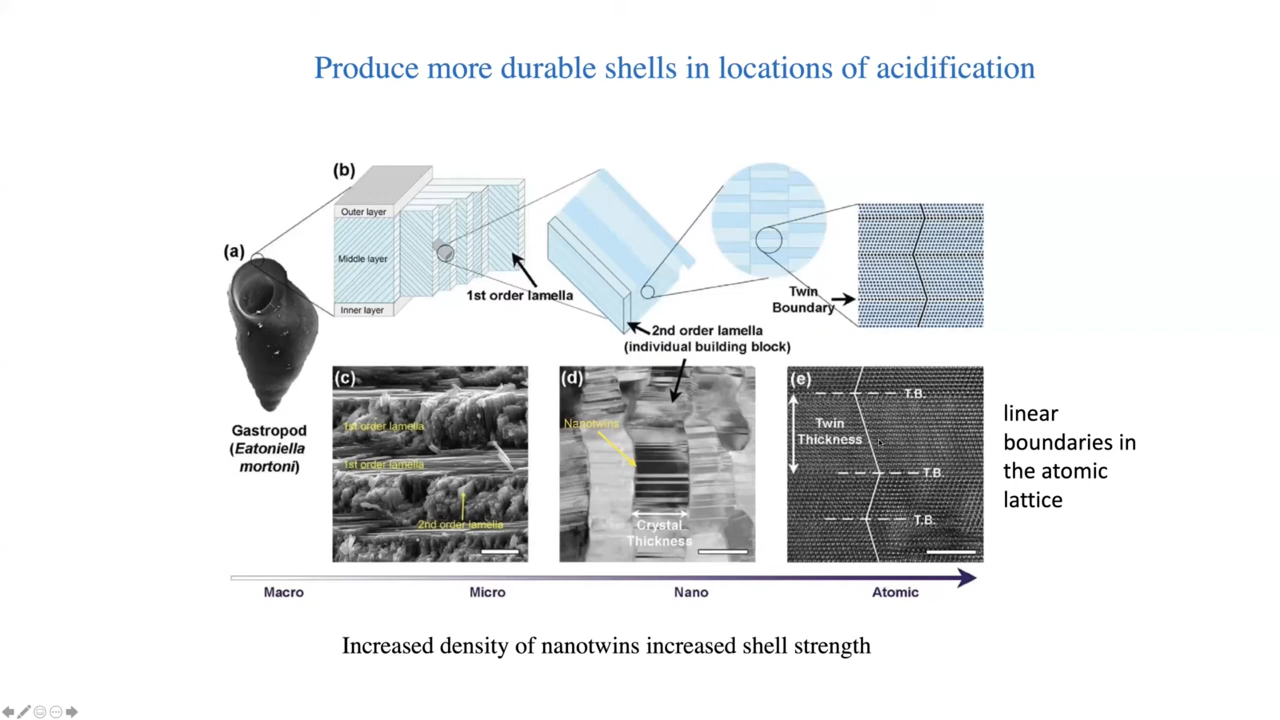 Produce more durable shells in locations of acidification
(b)
Outer layer
Middle layer
Inner layer
1st order lamella
(a)
Twin
Boundary
2nd order lamella
(individual building block)
Gastropod
(Eatoniella
mortoni)
(c)
1st order lamella
1st order lamella
2nd order lamella
(d)
Nanotwins
Crystal
Thickness
(e)
T.B.
Twin
Thickness
T.B.
T.B.
linear
boundaries in
the atomic
lattice
Macro
Micro
Nano
Atomic
Increased density of nanotwins increased shell strength